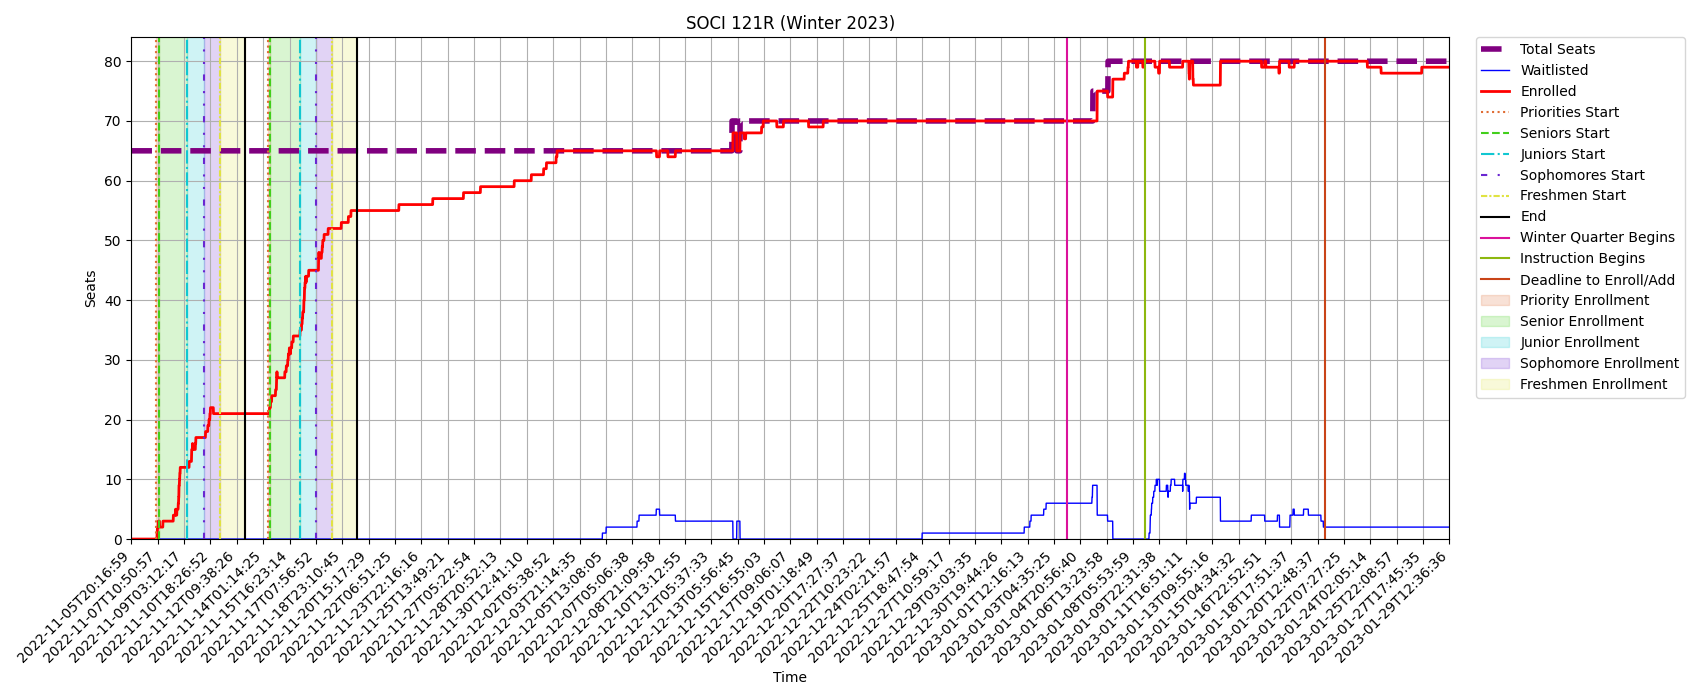 SOCI 121R (Winter 2023)
Seats
80
70
60
50
40
30
20
10
0
2022-11-05T20:16:59
2022-11-07T10:50:57
2022-11-09T03:12:17
2022-11-10T18:26:52
2022-11-12T09:38:26
2022-11-14T01:14:25
2022-11-15T16:23:14
2022-11-17T07:56:52
2022-11-18T23:10:45
2022-11-20T15:17:29
2022-11-22T06:51:25
2022-11-23T22:16:16
2022-11-25T13:49:21
2022-11-27T05:22:54
2022-11-28T20:52:13
2022-11-30T12:41:10
2022-12-02T05:38:52
2022-12-03T21:14:35
2022-12-05T13:08:05
2022-12-07T05:06:38
2022-12-08T21:09:58
2022-12-10T13:12:55
2022-12-12T05:37:33
2022-12-13T05:56:45
2022-12-15T16:55:03
2022-12-17T09:06:07
2022-12-19T01:18:49
2022-12-20T17:27:37
2022-12-22T10:23:22
2022-12-24T02:21:57
2022-12-25T18:47:54
2022-12-27T10:59:17
2022-12-29T03:03:35
2022-12-30T19:44:26
2023-01-01T12:16:13
2023-01-03T04:35:25
2023-01-04T20:56:40
2023-01-06T13:23:58
2023-01-08T05:53:59
2023-01-09T22:31:38
2023-01-11T16:51:11
2023-01-13T09:55:16
2023-01-15T04:34:32
2023-01-16T22:52:51
2023-01-18T17:51:37
2023-01-20T12:48:37
2023-01-22T07:27:25
2023-01-24T02:05:14
2023-01-25T22:08:57
2023-01-27T17:45:35
2023-01-29T12:36:36
Time
Total Seats
Waitlisted
Enrolled
Priorities Start
Seniors Start
Juniors Start
Sophomores Start
Freshmen Start
End
Winter Quarter Begins
Instruction Begins
Deadline to Enroll/Add
Priority Enrollment
Senior Enrollment
Junior Enrollment
Sophomore Enrollment
Freshmen Enrollment